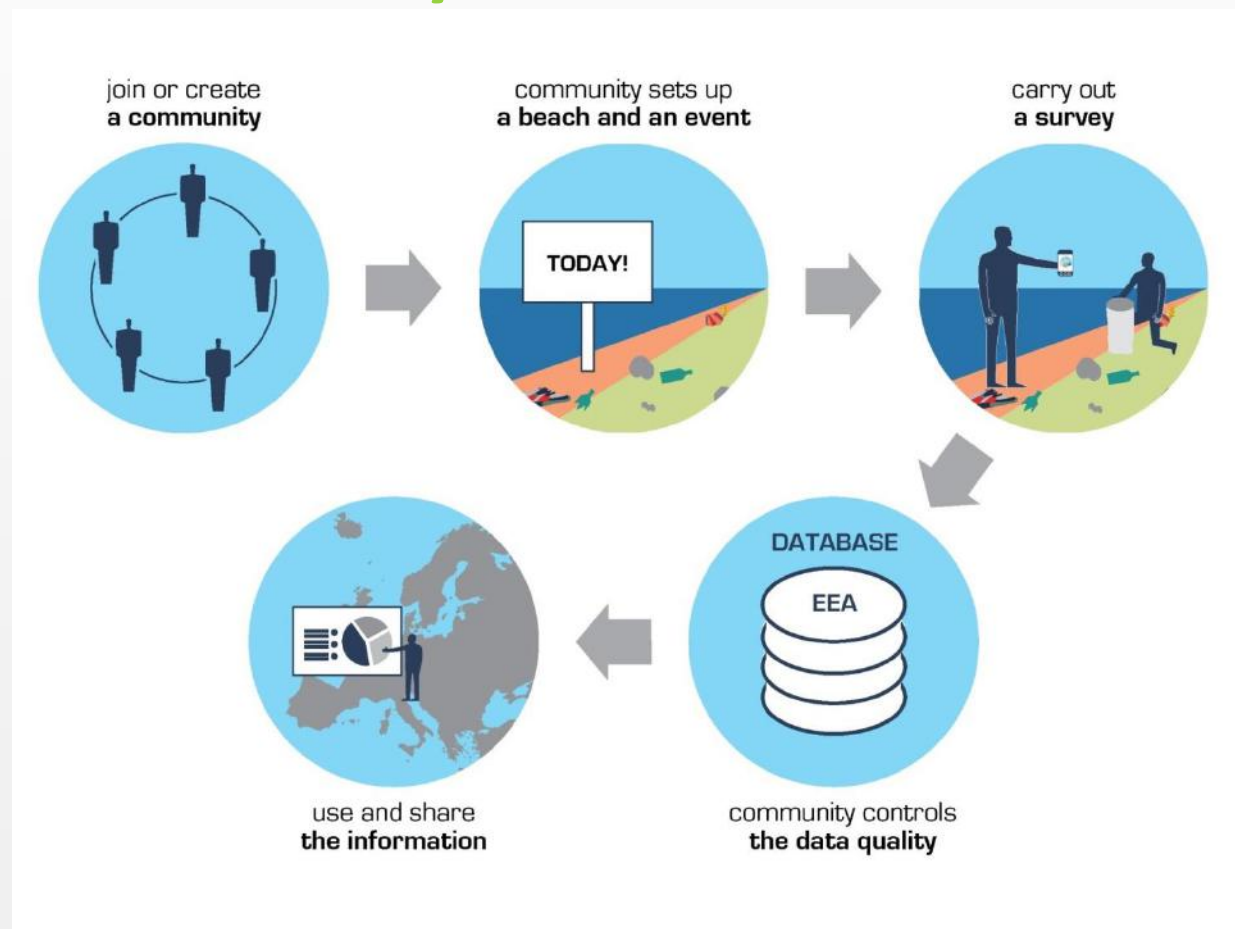 join or create
a community
community sets up
a beach and an event
carry out
a survey
TODAY!
DATABASE
EEA
use and share
the information
community controls
the data quality